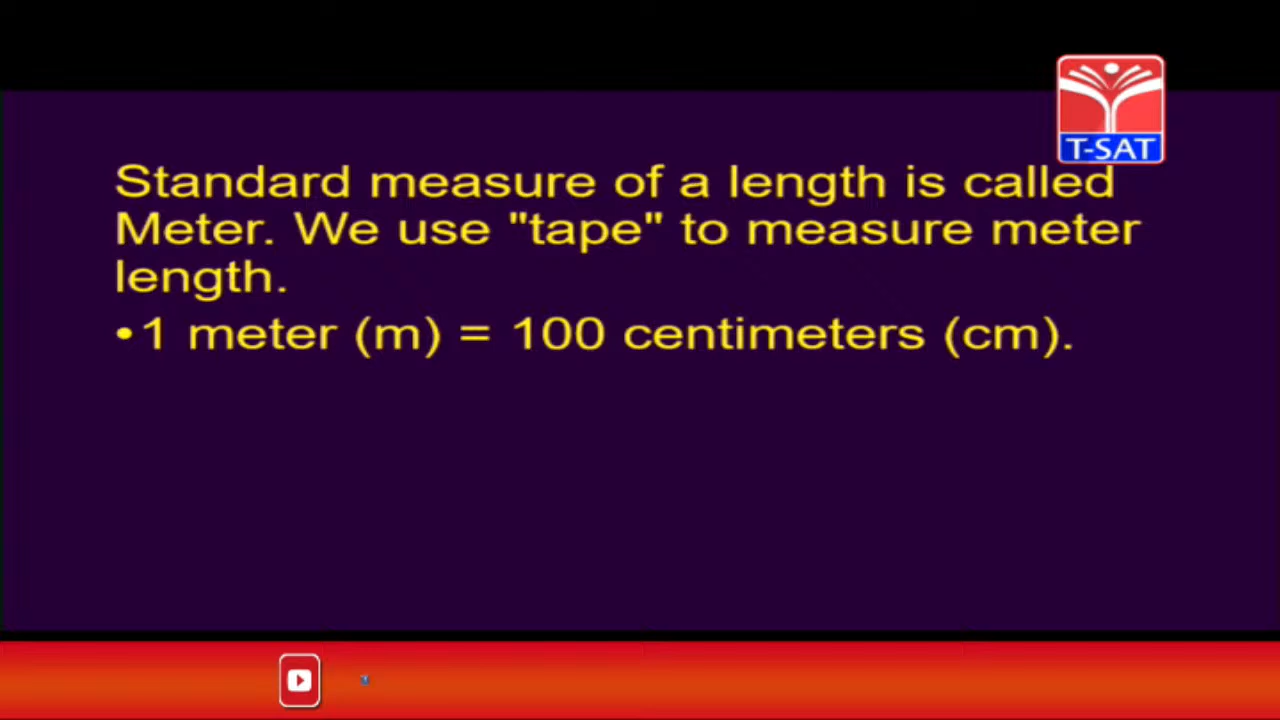 T-SAT
Standard measure of a length is called
Meter. We use "tape" to measure meter
length.
•1 meter (m) = 100 centimeters (cm).